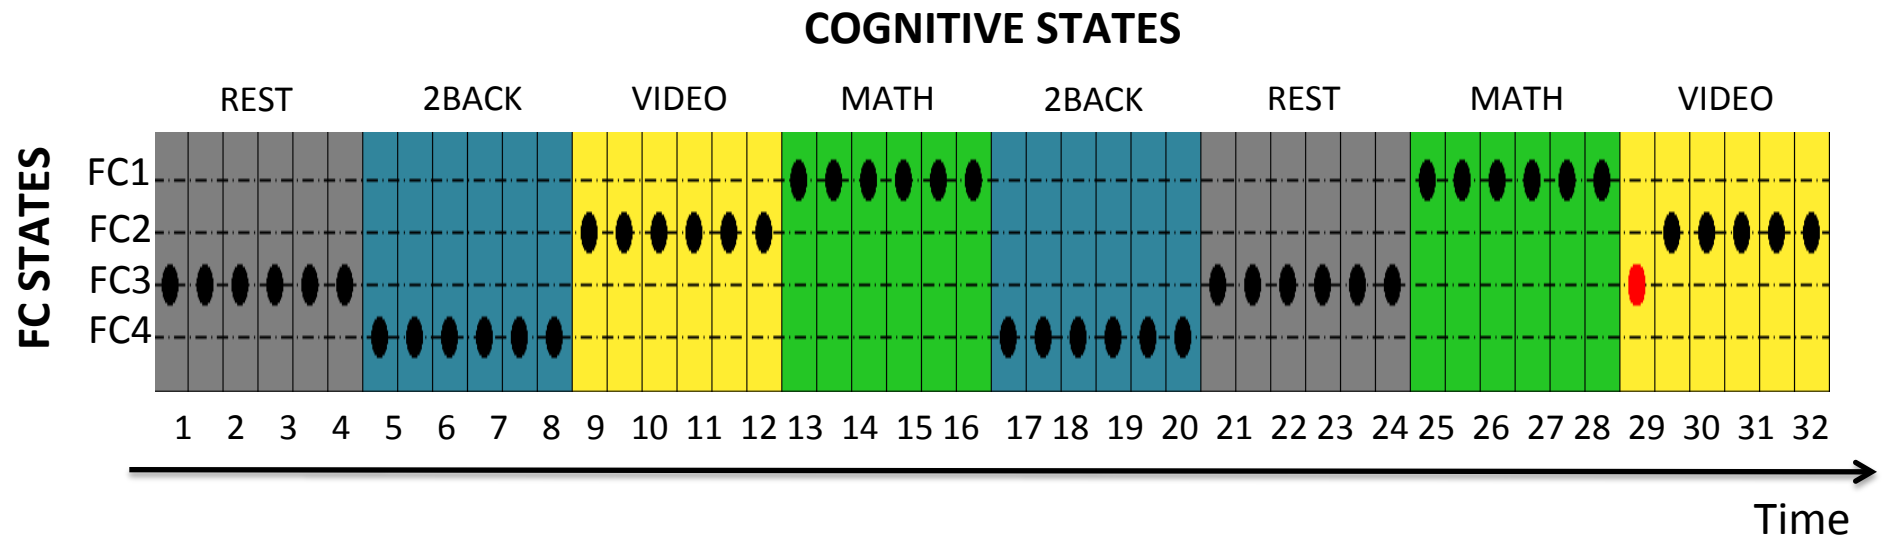 COGNITIVE STATES
REST 2BACK VIDEO MATH 2BACK REST MATH VIDEO
FC STATES
FC1
FC2
FC3
FC4
1 2 3 4 5 6 7 8 9 10 11 12 13 14 15 16 17 18 19 20 21 22 23 24 25 26 27 28 29 30 31 32
Time